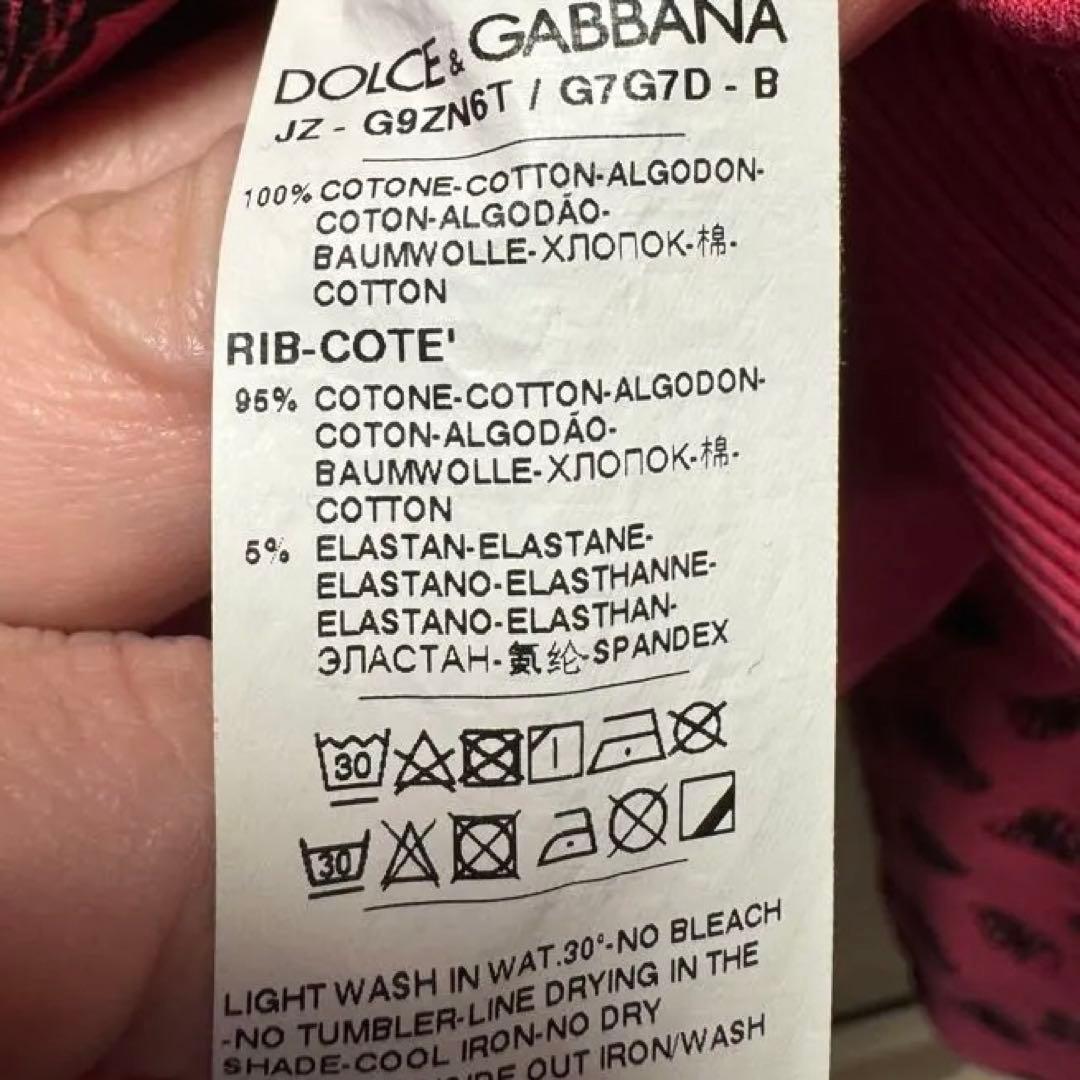 DOLCE & GABBANA
JZ - G9ZN6T / G7G7D - B
100% COTONE-COTTON-ALGODON-
COTON-ALGODÃO-
BAUMWOLLE-ХЛОПОК-棉-
COTTON
RIB-COTE'
95% COTONE-COTTON-ALGODON-
COTON-ALGODÃO-
BAUMWOLLE-ХЛОПОК-棉-
COTTON
5% ELASTAN-ELASTANE-
ELASTANO-ELASTHANNE-
ELASTANO-ELASTHAN-
ЭЛАСТАН-氨纶-SPANDEX
30
30
LIGHT WASH IN WAT.30°-NO BLEACH
-NO TUMBLER-LINE DRYING IN THE
SHADE-COOL IRON-NO DRY
OUT IRON/WASH